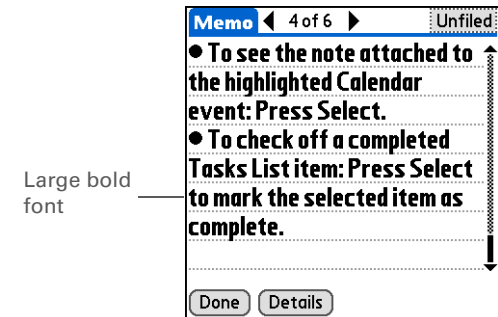 Memo 4 of 6 Unfiled
• To see the note attached to
the highlighted Calendar
event: Press Select.
• To check off a completed
Tasks List item: Press Select
to mark the selected item as
complete.
Large bold
font
Done Details